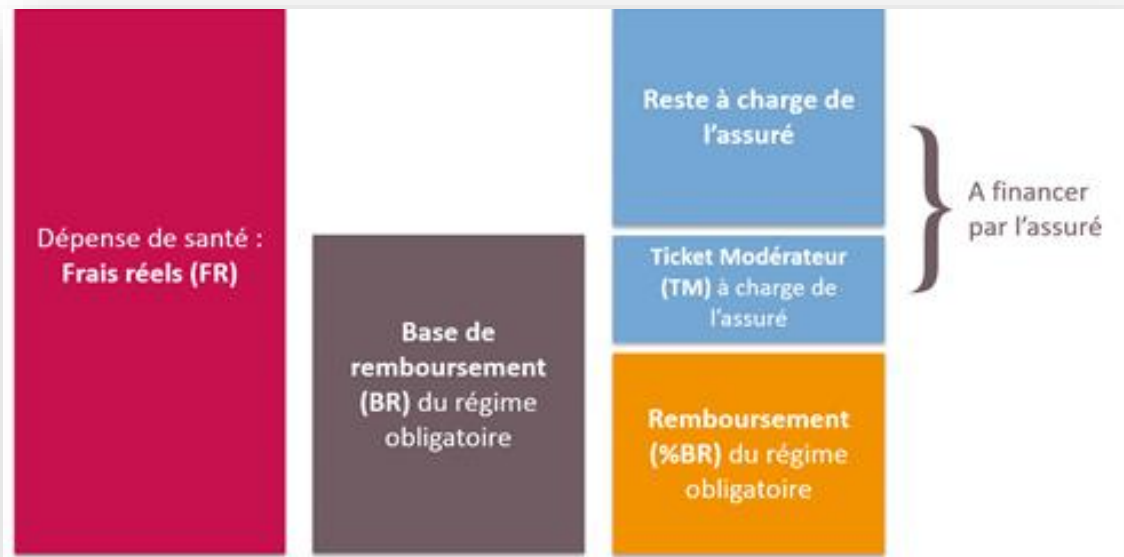 Dépense de santé :
Frais réels (FR)
Base de
remboursement
(BR) du régime
obligatoire
Reste à charge de
l'assuré
Ticket Modérateur
(TM) à charge de
l'assuré
Remboursement
(%BR) du régime
obligatoire
A financer
par l'assuré